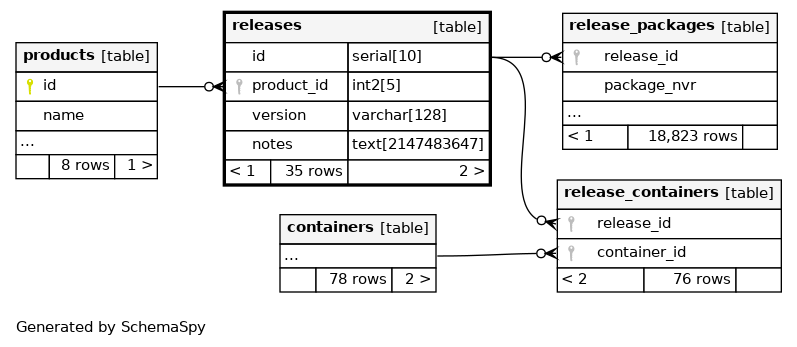 products [table]
id
name
...
8 rows 1 >
releases [table]
id serial[10]
product_id int2[5]
version varchar[128]
notes text[2147483647]
< 1 35 rows 2 >
release_packages [table]
release_id
package_nvr
...
< 1 18,823 rows
release_containers [table]
release_id
container_id
< 2 76 rows
containers [table]
...
78 rows 2 >
Generated by SchemaSpy